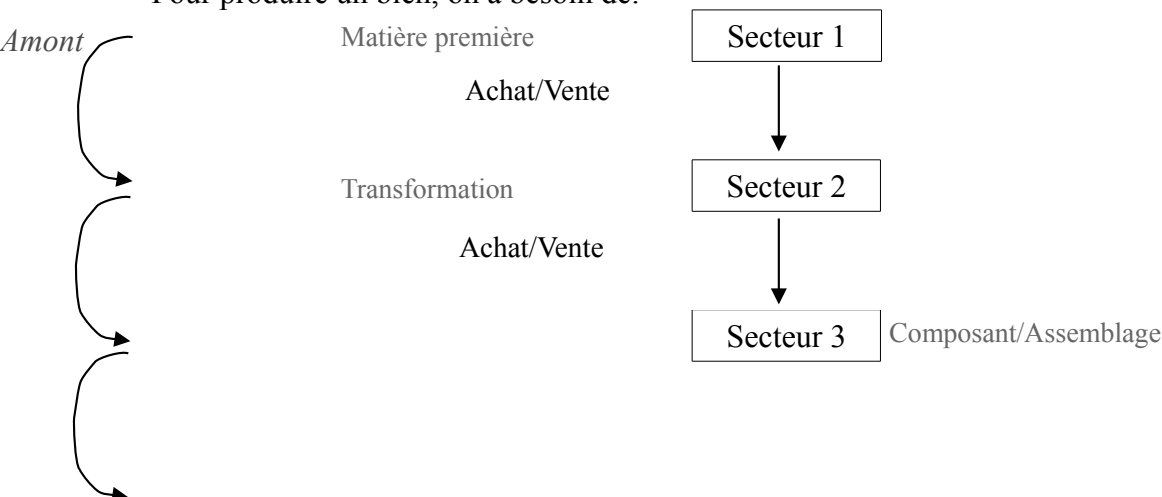 Pour produire un bien, on a besoin de:
Amont Matière première Secteur 1
Achat/Vente
Transformation Secteur 2
Achat/Vente
Secteur 3 Composant/Assemblage